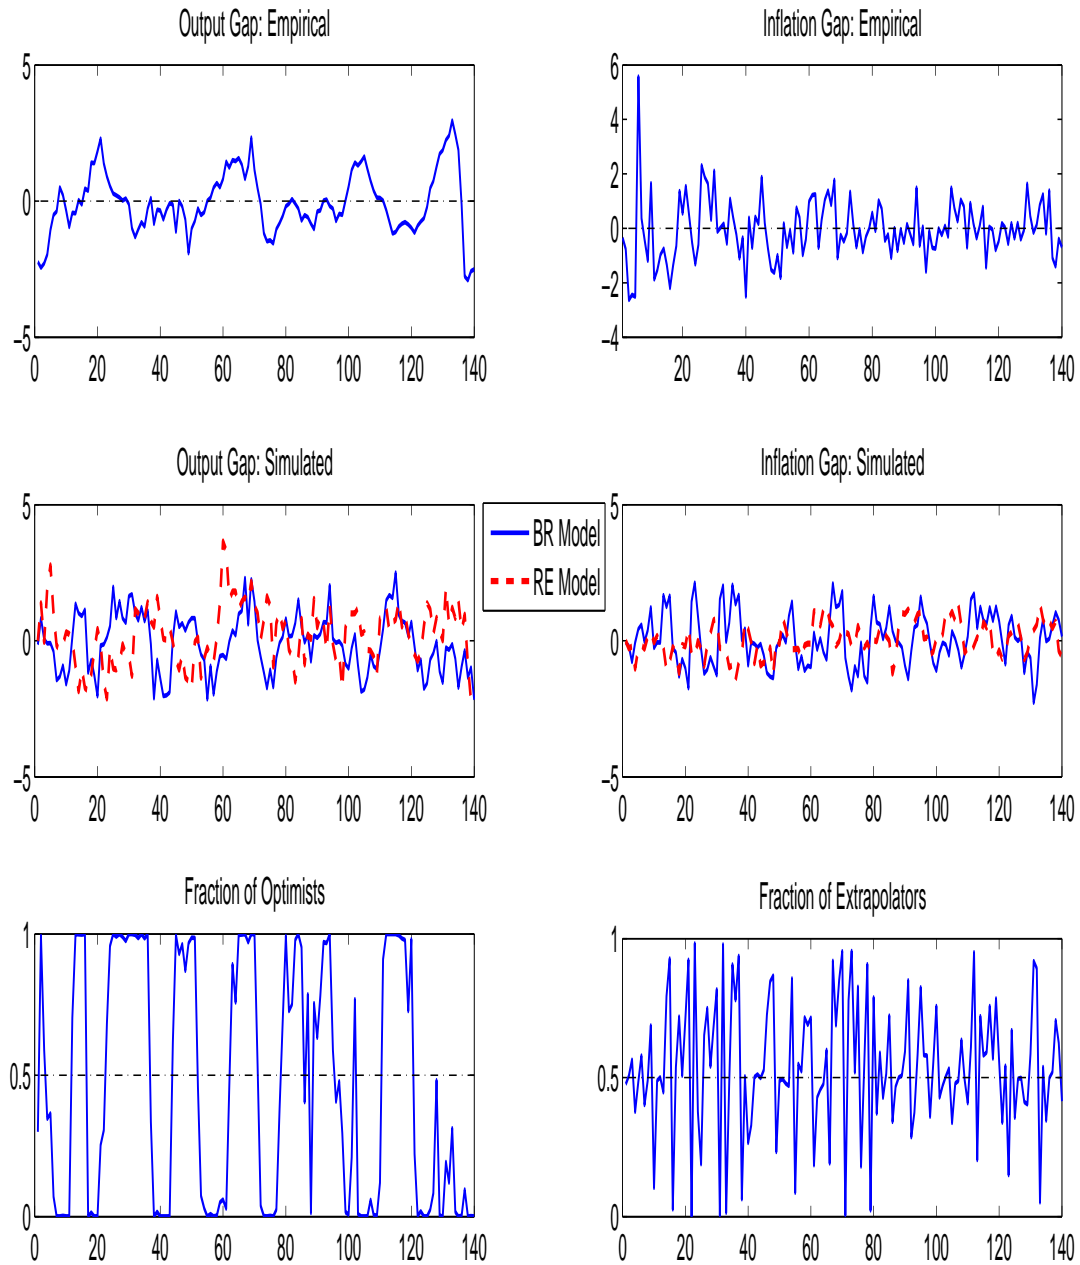 Output Gap: Empirical
5
0
−5
0 20 40 60 80 100 120 140
Inflation Gap: Empirical
6
4
2
0
−2
−4
20 40 60 80 100 120 140
Output Gap: Simulated
5
0
−5
0 20 40 60 80 100 120 140
BR Model
RE Model
Inflation Gap: Simulated
5
0
−5
0 20 40 60 80 100 120 140
Fraction of Optimists
1
0.5
0
0 20 40 60 80 100 120 140
Fraction of Extrapolators
1
0.5
0
0 20 40 60 80 100 120 140